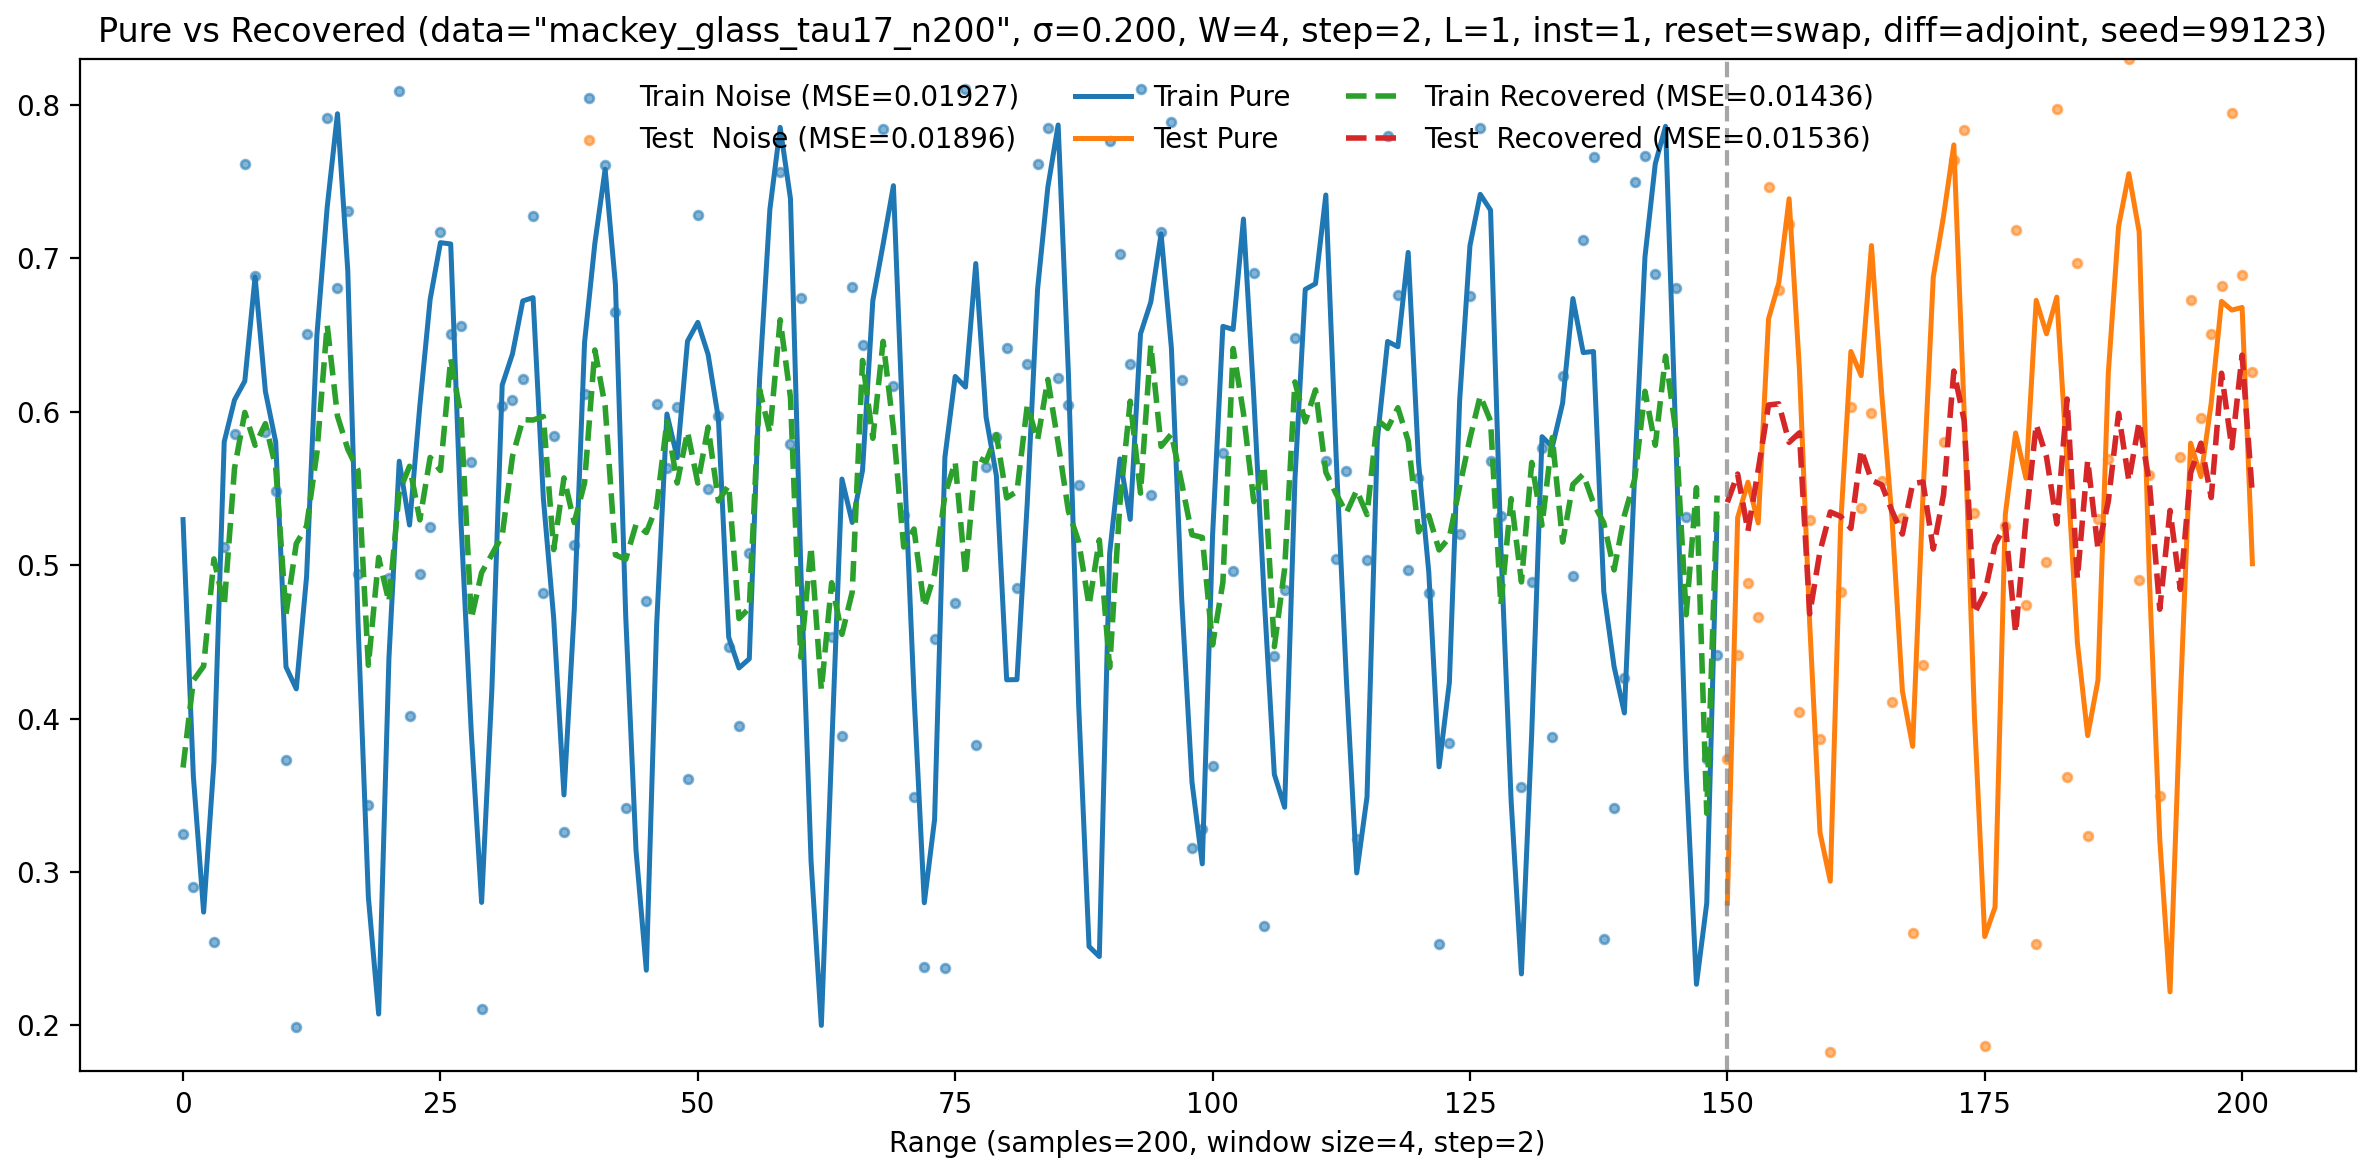 Pure vs Recovered (data="mackey_glass_tau17_n200", σ=0.200, W=4, step=2, L=1, inst=1, reset=swap, diff=adjoint, seed=99123)
Train Noise (MSE=0.01927)
Test  Noise (MSE=0.01896)
Train Pure
Test Pure
Train Recovered (MSE=0.01436)
Test  Recovered (MSE=0.01536)
0.8
0.7
0.6
0.5
0.4
0.3
0.2
0 25 50 75 100 125 150 175 200
Range (samples=200, window size=4, step=2)